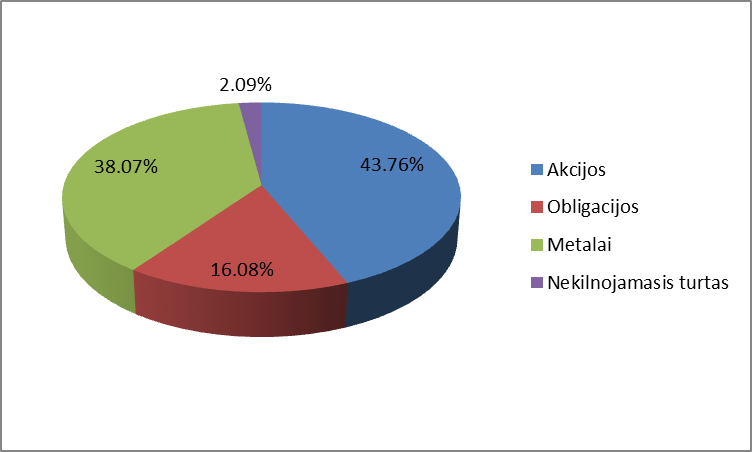 2.09%
38.07%
43.76%
16.08%
Akcijos
Obligacijos
Metalai
Nekilnojamasis turtas